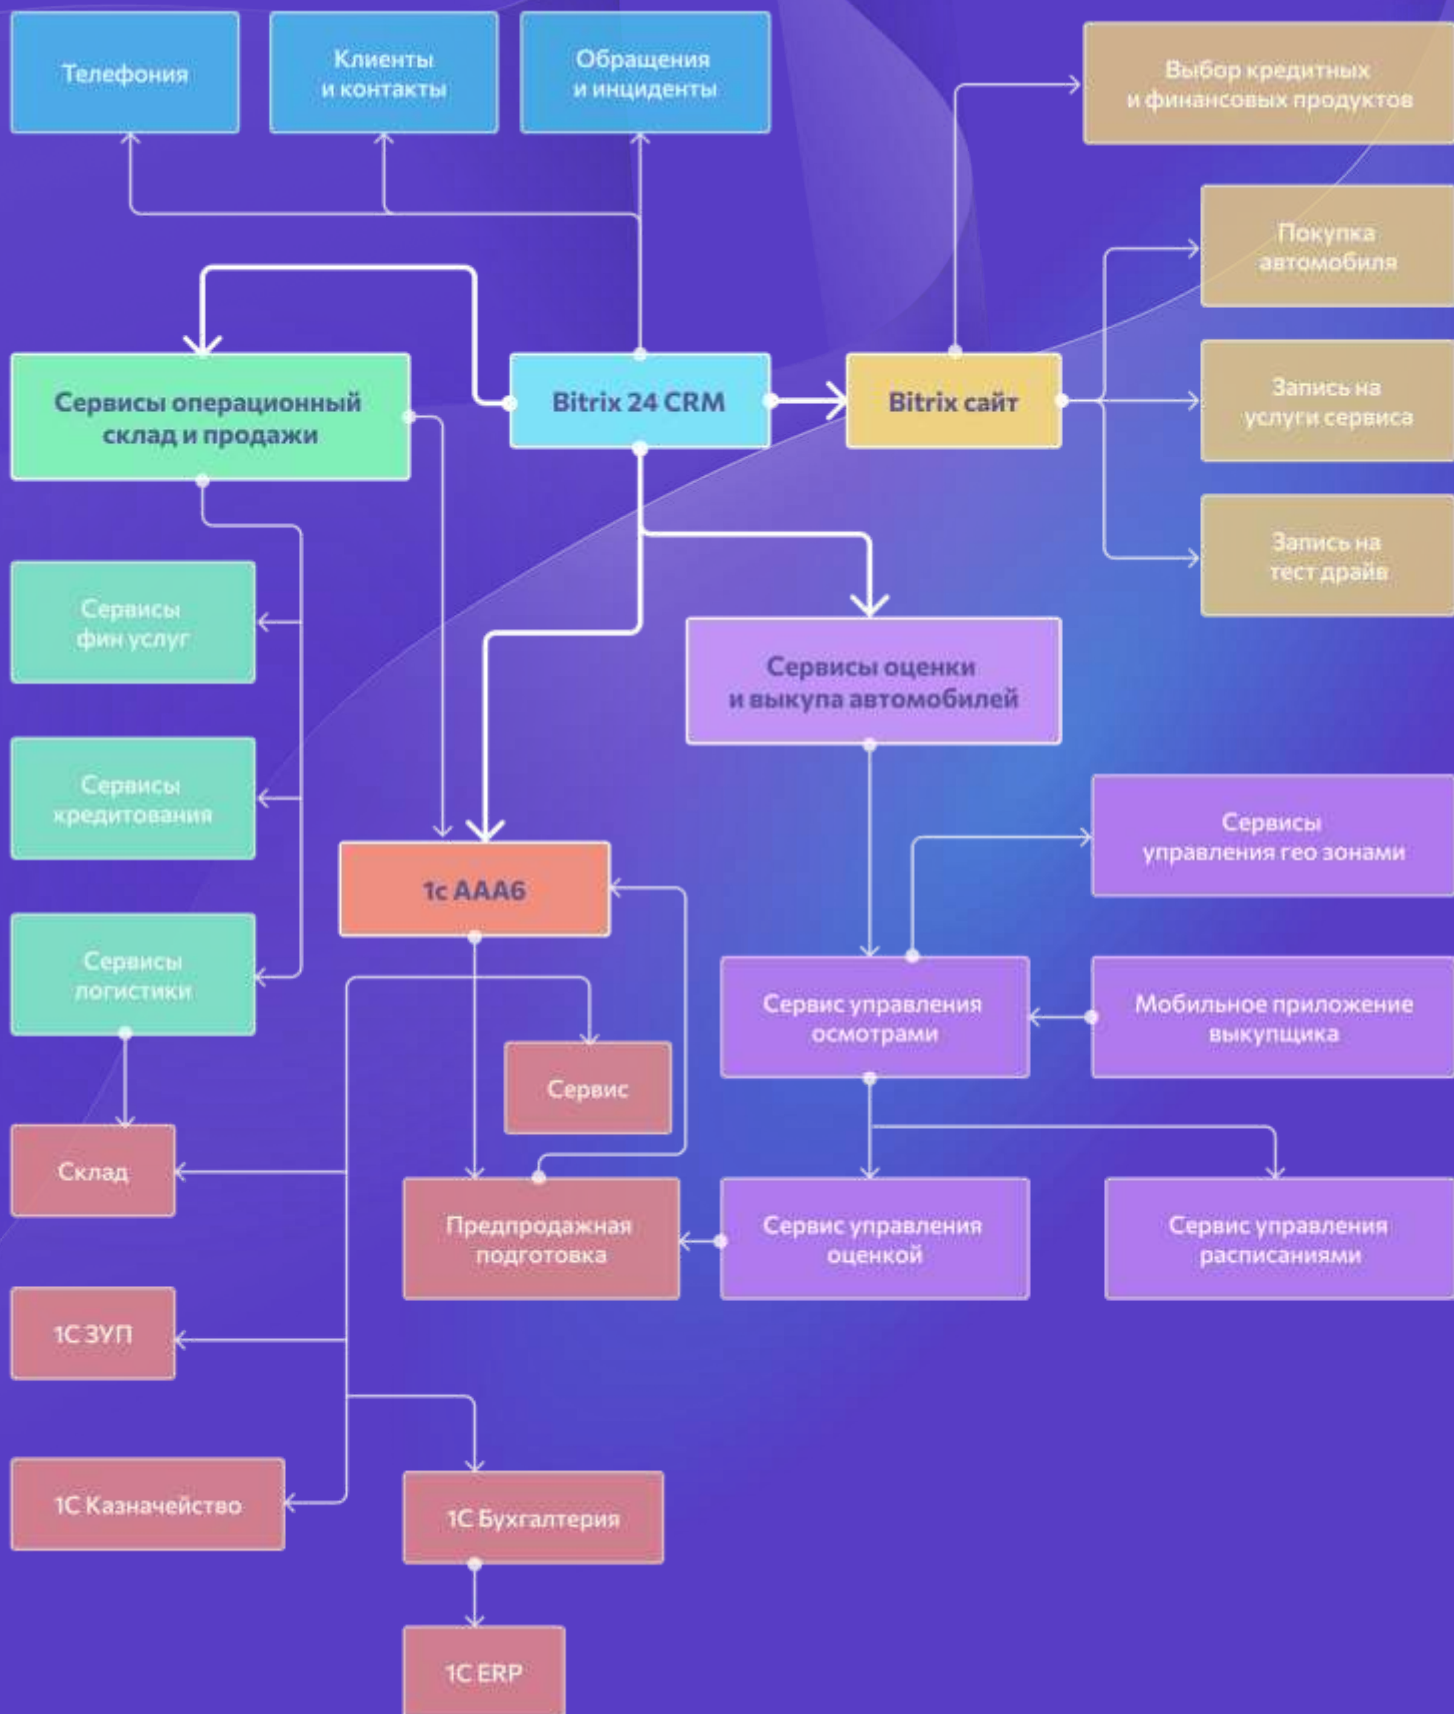 Телефония
Клиенты
и контакты
Обращения
и инциденты
Выбор кредитных
и финансовых продуктов
Покупка
автомобиля
Сервисы операционный
склад и продажи
Bitrix 24 CRM
Bitrix сайт
Запись на
услуги сервиса
Запись на
тест драйв
Сервисы
фин услуг
Сервисы оценки
и выкупа автомобилей
Сервисы
кредитования
Сервисы
управления гео зонами
1с ААА6
Сервисы
логистики
Сервис управления
осмотрами
Мобильное приложение
выкупщика
Сервис
Склад
Предпродажная
подготовка
Сервис управления
оценкой
Сервис управления
расписаниями
1С ЗУП
1С Казначейство
1С Бухгалтерия
1С ERP